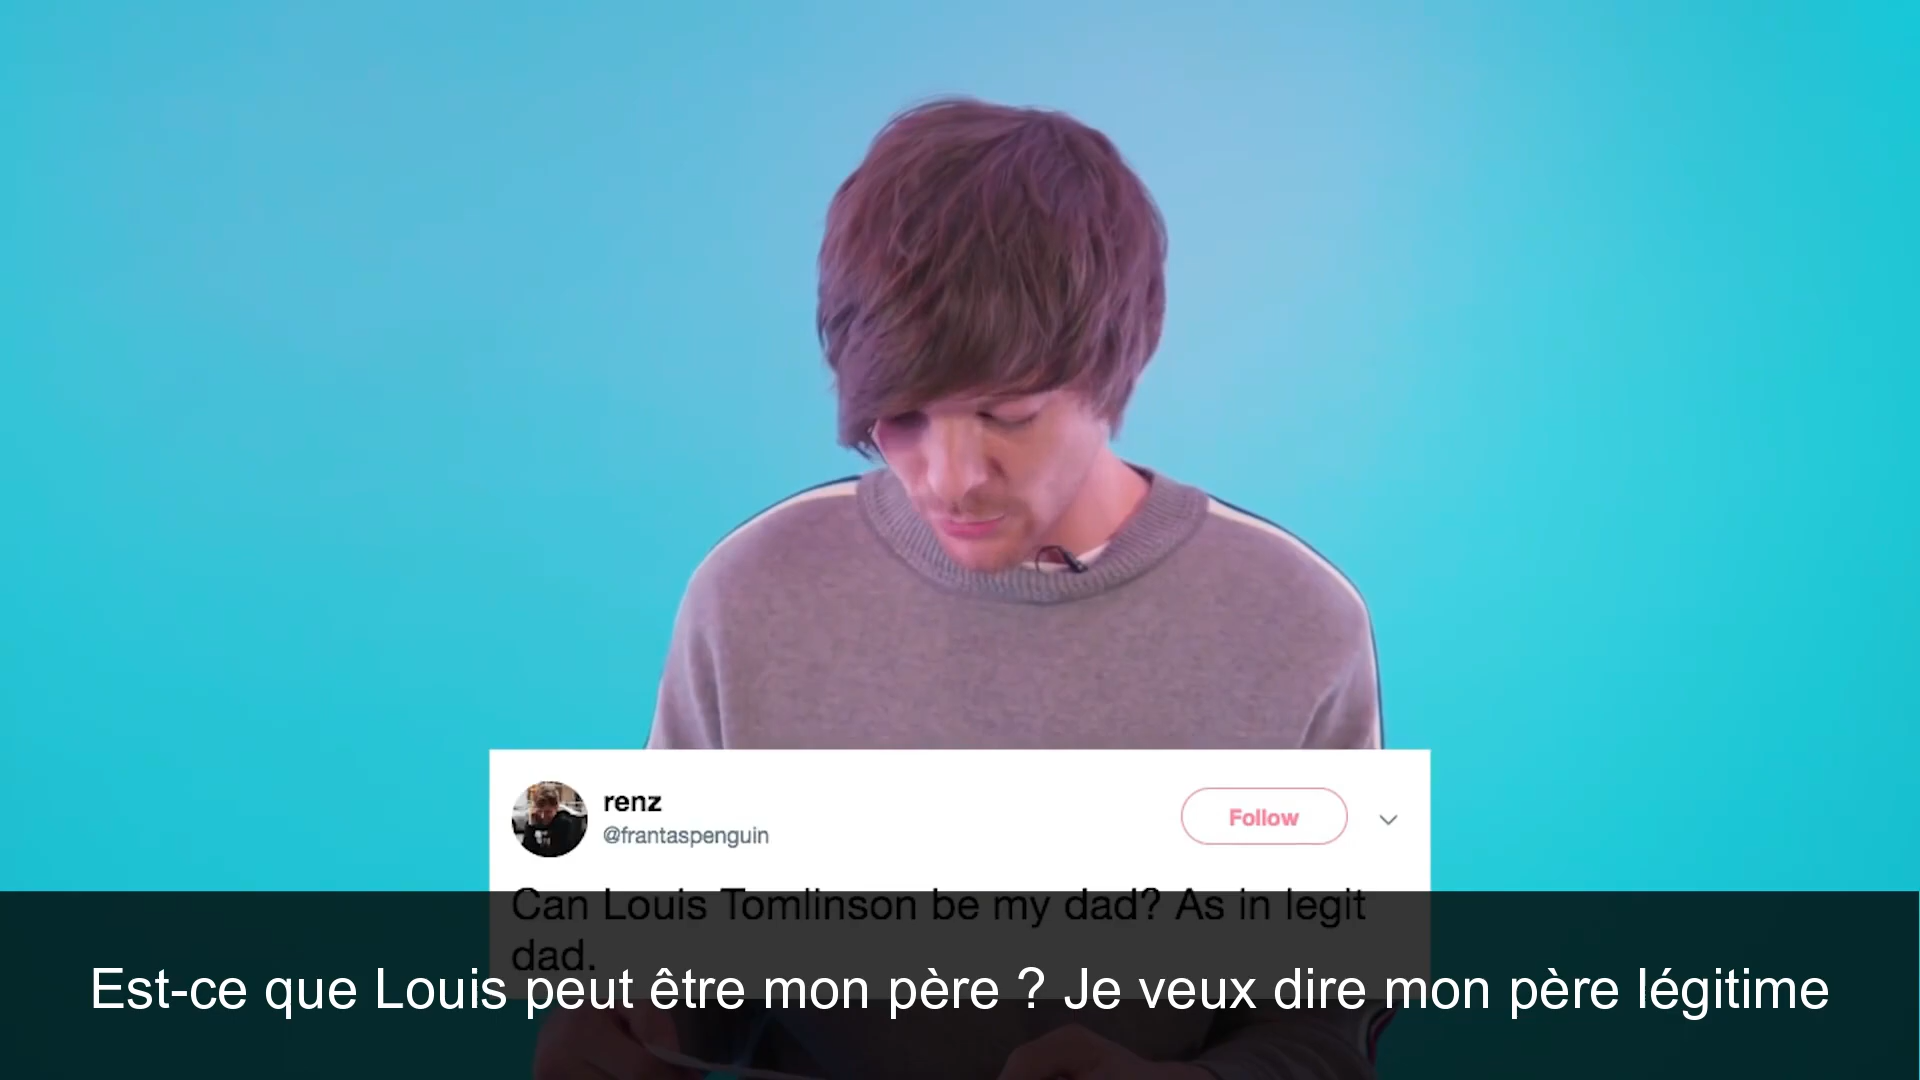 renz
@frantaspenguin
Follow
Can Louis Tomlinson be my dad? As in legit
dad.
Est-ce que Louis peut être mon père ? Je veux dire mon père légitime